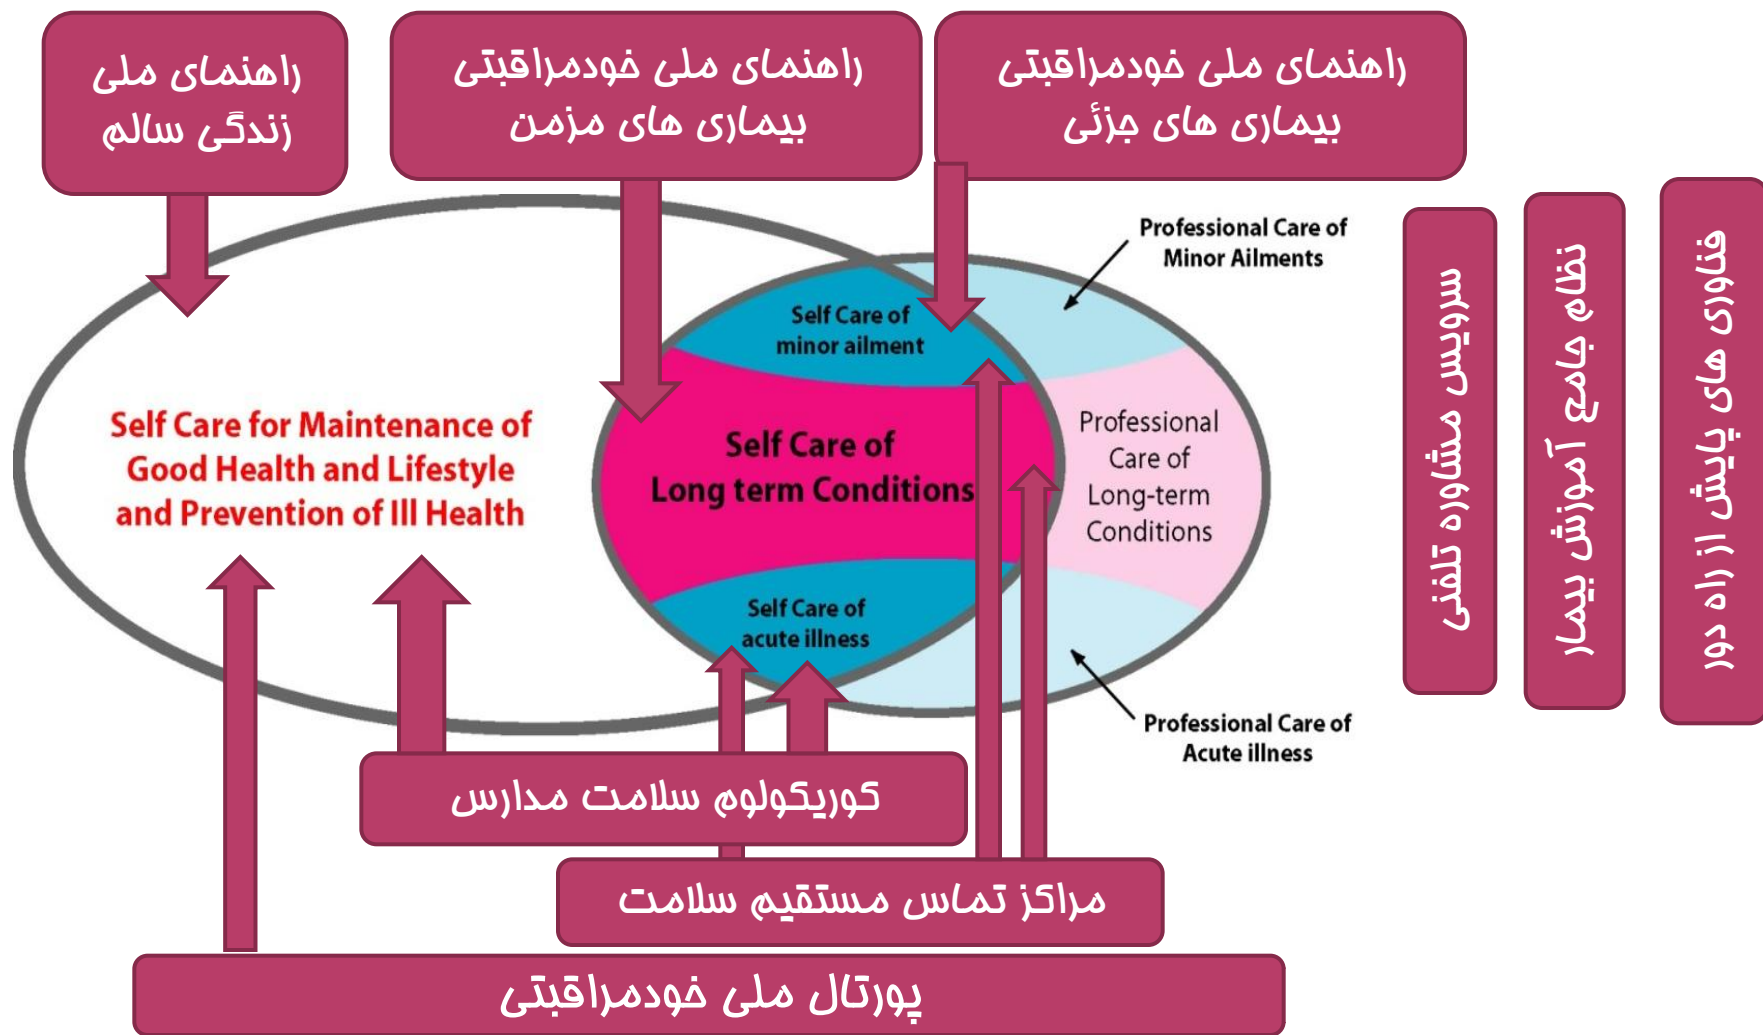 راهنمای ملی
زندگی سالم
راهنمای ملی خودمراقبتی
بیماری های مزمن
راهنمای ملی خودمراقبتی
بیماری های جزئی
Professional Care of
Minor Ailments
Self Care of
minor ailment
Self Care for Maintenance of
Good Health and Lifestyle
and Prevention of Ill Health
Self Care of
Long term Conditions
Professional
Care of
Long-term
Conditions
Self Care of
acute illness
Professional Care of
Acute illness
سرویس مشاوره تلفنی
نظام جامع آموزش بیمار
فناوری های پایش از راه دور
کوریکولوم سلامت مدارس
مراکز تماس مستقیم سلامت
پورتال ملی خودمراقبتی